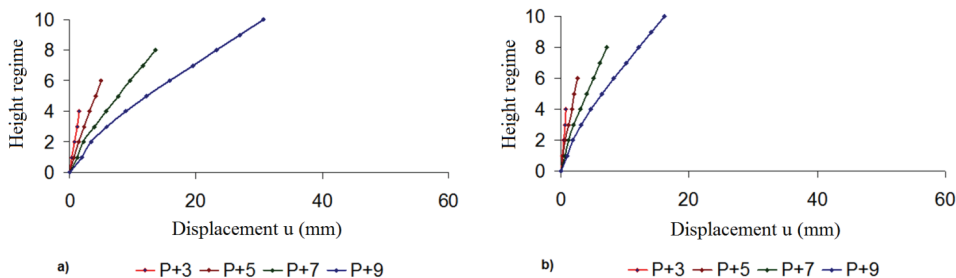 10
8
6
4
2
0
Height regime
0
20
40
60
Displacement u (mm)
a)
P+3
P+5
P+7
P+9
10
8
6
4
2
0
Height regime
0
20
40
60
Displacement u (mm)
b)
P+3
P+5
P+7
P+9